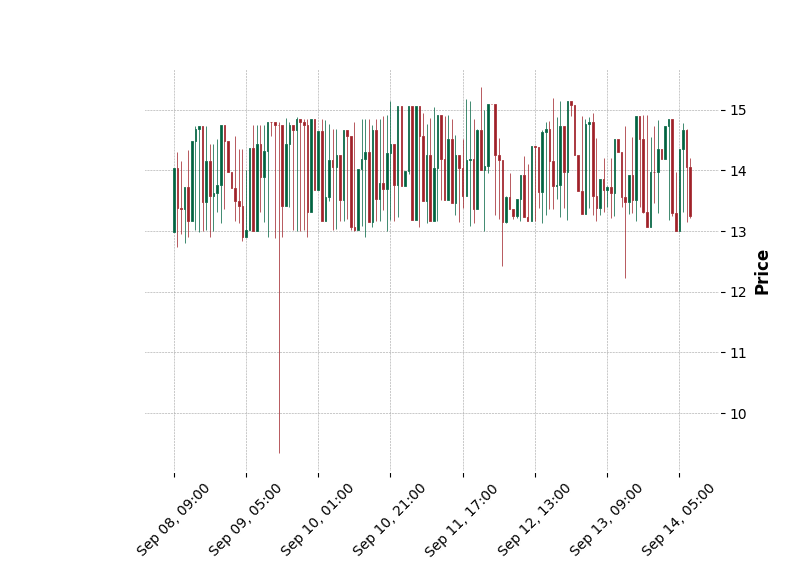 15
14
13
12
11
10
Price
Sep 08, 09:00
Sep 09, 05:00
Sep 10, 01:00
Sep 10, 21:00
Sep 11, 17:00
Sep 12, 13:00
Sep 13, 09:00
Sep 14, 05:00